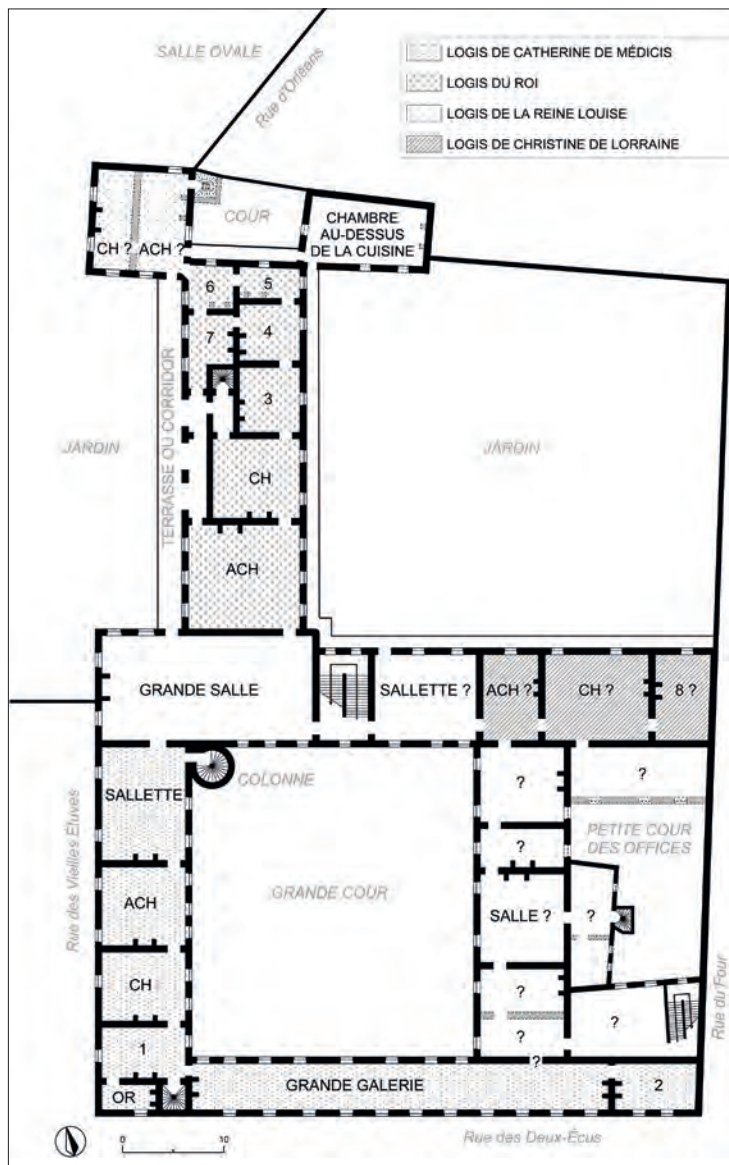 SALLE OVALE
Rue d'Orléans
LOGIS DE CATHERINE DE MÉDICIS
LOGIS DU ROI
LOGIS DE LA REINE LOUISE
LOGIS DE CHRISTINE DE LORRAINE
COUR
CHAMBRE
AU-DESSUS
DE LA CUISINE
CH ? ACH ?
6
5
7
4
3
JARDIN
TERRASSE OU CORRIDOR
JARDIN
CH
ACH
GRANDE SALLE
SALLETTE ?
ACH ?
CH ?
8 ?
COLONNE
SALLETTE
?
?
PETITE COUR
DES OFFICES
Rue des Vieilles Étuves
?
GRANDE COUR
ACH
SALLE ?
?
CH
?
?
?
Rue du Four
1
?
OR
GRANDE GALERIE
2
0 10
Rue des Deux-Écus